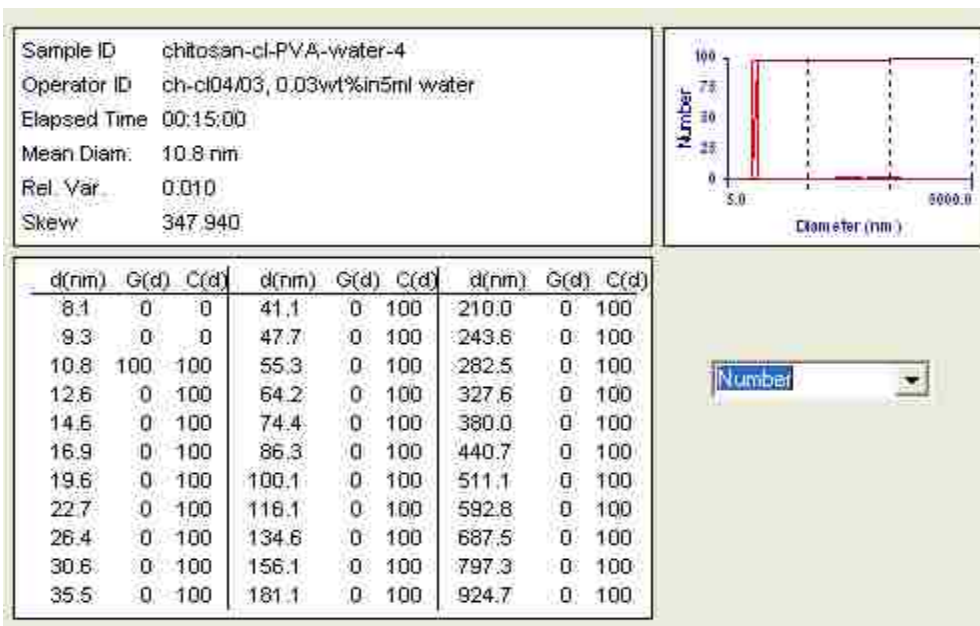 Sample ID chitosan-cl-PVA-water-4
Operator ID ch-cl04/03, 0.03wt%in5ml water
Elapsed Time 00:15:00
Mean Diam. 10.8 nm
Rel. Var. 0.010
Skew 347.940
100
75
50
25
0
Number
5.0 5000.0
Diameter (nm)
d(nm) G(d) C(d) d(nm) G(d) C(d) d(nm) G(d) C(d)
8.1 0 0 41.1 0 100 210.0 0 100
9.3 0 0 47.7 0 100 243.6 0 100
10.8 100 100 55.3 0 100 282.5 0 100
12.6 0 100 64.2 0 100 327.6 0 100
14.6 0 100 74.4 0 100 380.0 0 100
16.9 0 100 86.3 0 100 440.7 0 100
19.6 0 100 100.1 0 100 511.1 0 100
22.7 0 100 116.1 0 100 592.8 0 100
26.4 0 100 134.6 0 100 687.5 0 100
30.6 0 100 156.1 0 100 797.3 0 100
35.5 0 100 181.1 0 100 924.7 0 100
Number